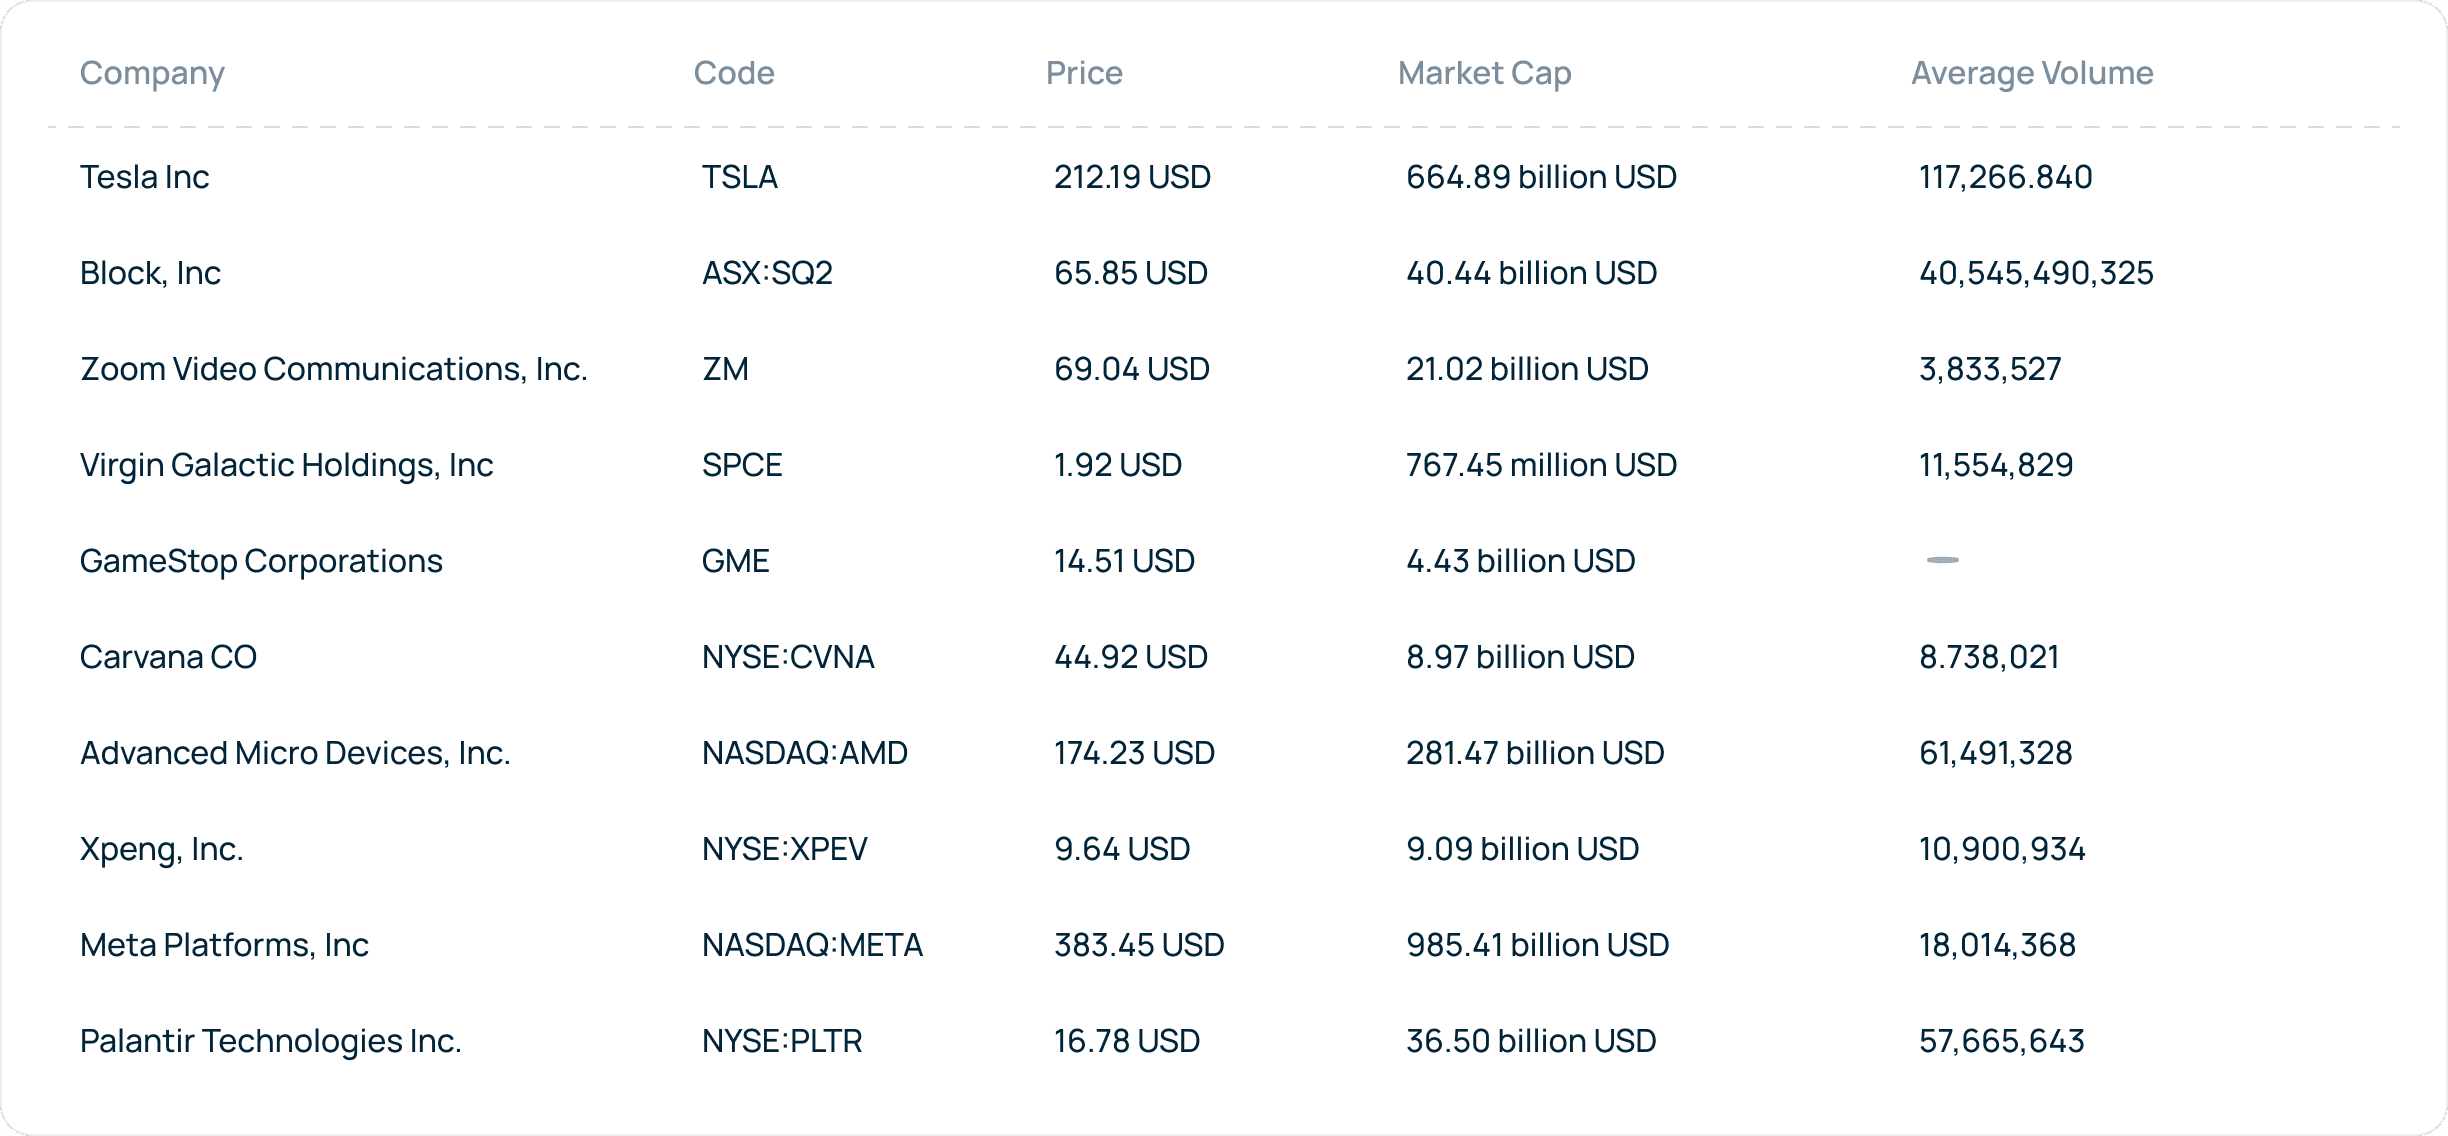 Company Code Price Market Cap Average Volume
Tesla Inc TSLA 212.19 USD 664.89 billion USD 117,266.840
Block, Inc ASX:SQ2 65.85 USD 40.44 billion USD 40,545,490,325
Zoom Video Communications, Inc. ZM 69.04 USD 21.02 billion USD 3,833,527
Virgin Galactic Holdings, Inc SPCE 1.92 USD 767.45 million USD 11,554,829
GameStop Corporations GME 14.51 USD 4.43 billion USD –
Carvana CO NYSE:CVNA 44.92 USD 8.97 billion USD 8.738,021
Advanced Micro Devices, Inc. NASDAQ:AMD 174.23 USD 281.47 billion USD 61,491,328
Xpeng, Inc. NYSE:XPEV 9.64 USD 9.09 billion USD 10,900,934
Meta Platforms, Inc NASDAQ:META 383.45 USD 985.41 billion USD 18,014,368
Palantir Technologies Inc. NYSE:PLTR 16.78 USD 36.50 billion USD 57,665,643